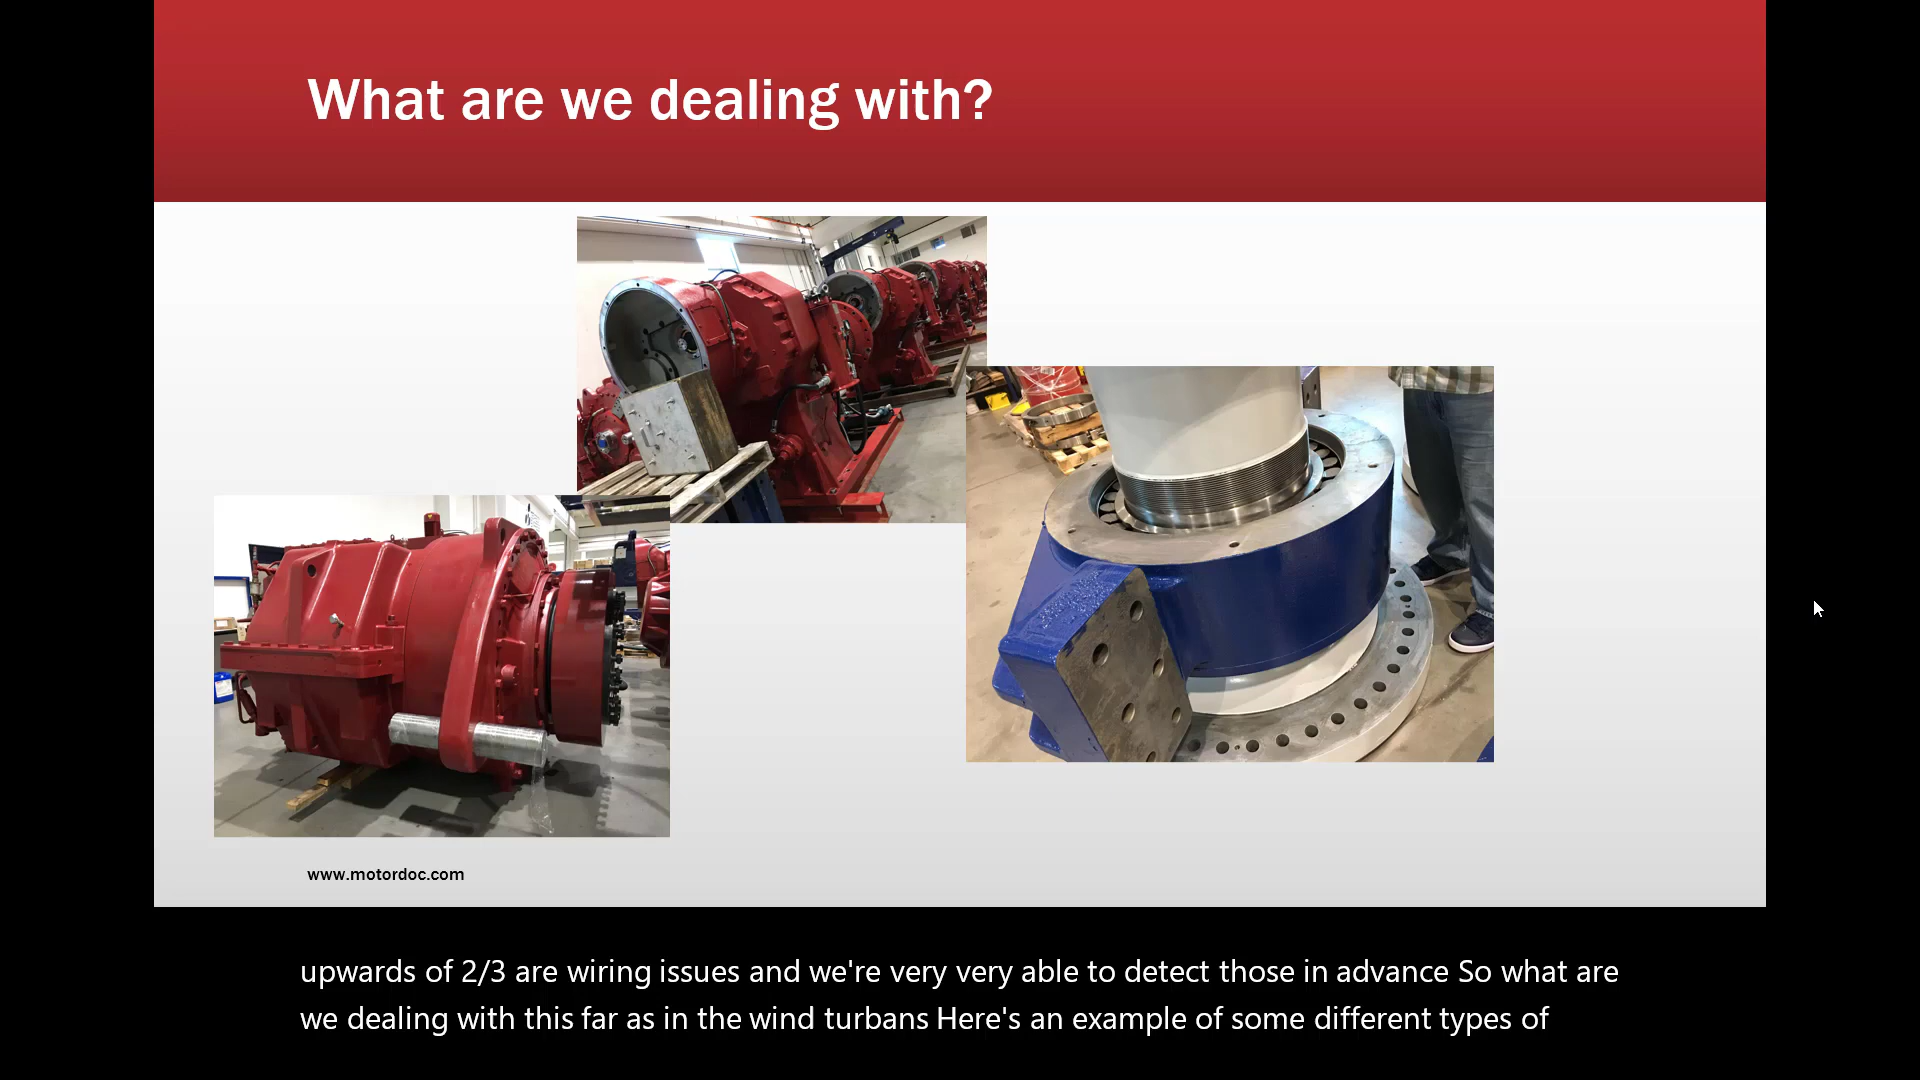 What are we dealing with?
www.motordoc.com
upwards of 2/3 are wiring issues and we're very very able to detect those in advance So what are
we dealing with this far as in the wind turbans Here's an example of some different types of